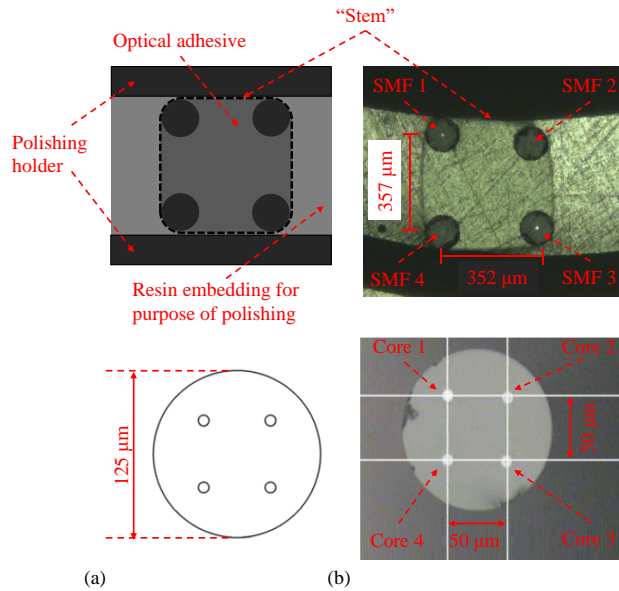 “Stem”
Optical adhesive
SMF 1
SMF 2
Polishing
holder
357 μm
SMF 4
352 μm
SMF 3
Resin embedding for
purpose of polishing
Core 1
Core 2
125 μm
50 μm
Core 4
50 μm
Core 3
(a)
(b)